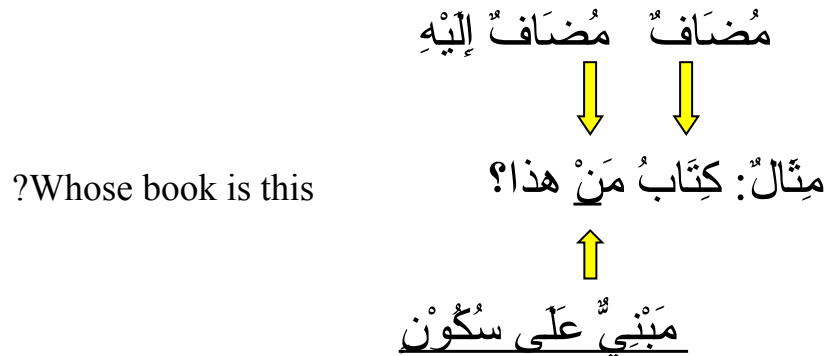 مُضَافٌ مُضَافٌ إِلَيْهِ
مِثَالٌ: كِتَابُ مَنْ هذا؟
?Whose book is this
مَبْنِيٌّ عَلَى سُكُوْنِ